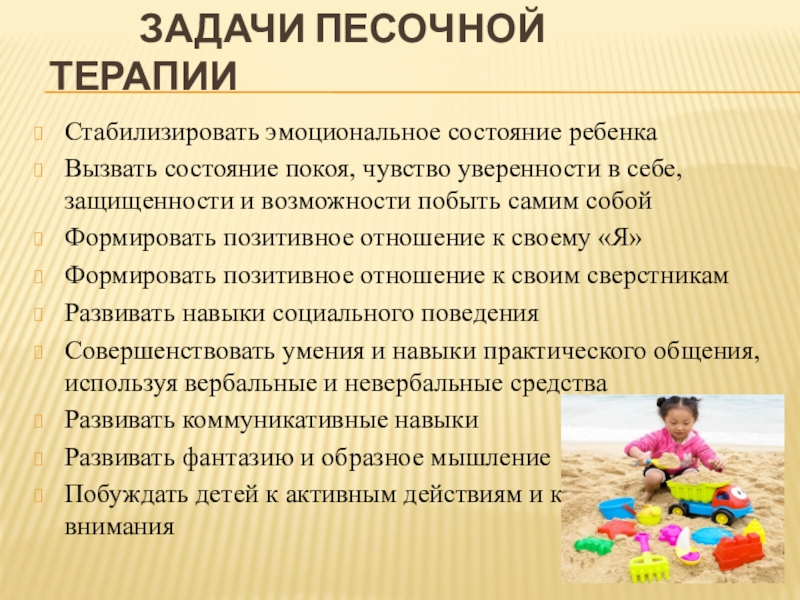 ЗАДАЧИ ПЕСОЧНОЙ
ТЕРАПИИ
Стабилизировать эмоциональное состояние ребенка
Вызвать состояние покоя, чувство уверенности в себе,
защищенности и возможности побыть самим собой
Формировать позитивное отношение к своему «Я»
Формировать позитивное отношение к своим сверстникам
Развивать навыки социального поведения
Совершенствовать умения и навыки практического общения,
используя вербальные и невербальные средства
Развивать коммуникативные навыки
Развивать фантазию и образное мышление
Побуждать детей к активным действиям и к
внимания